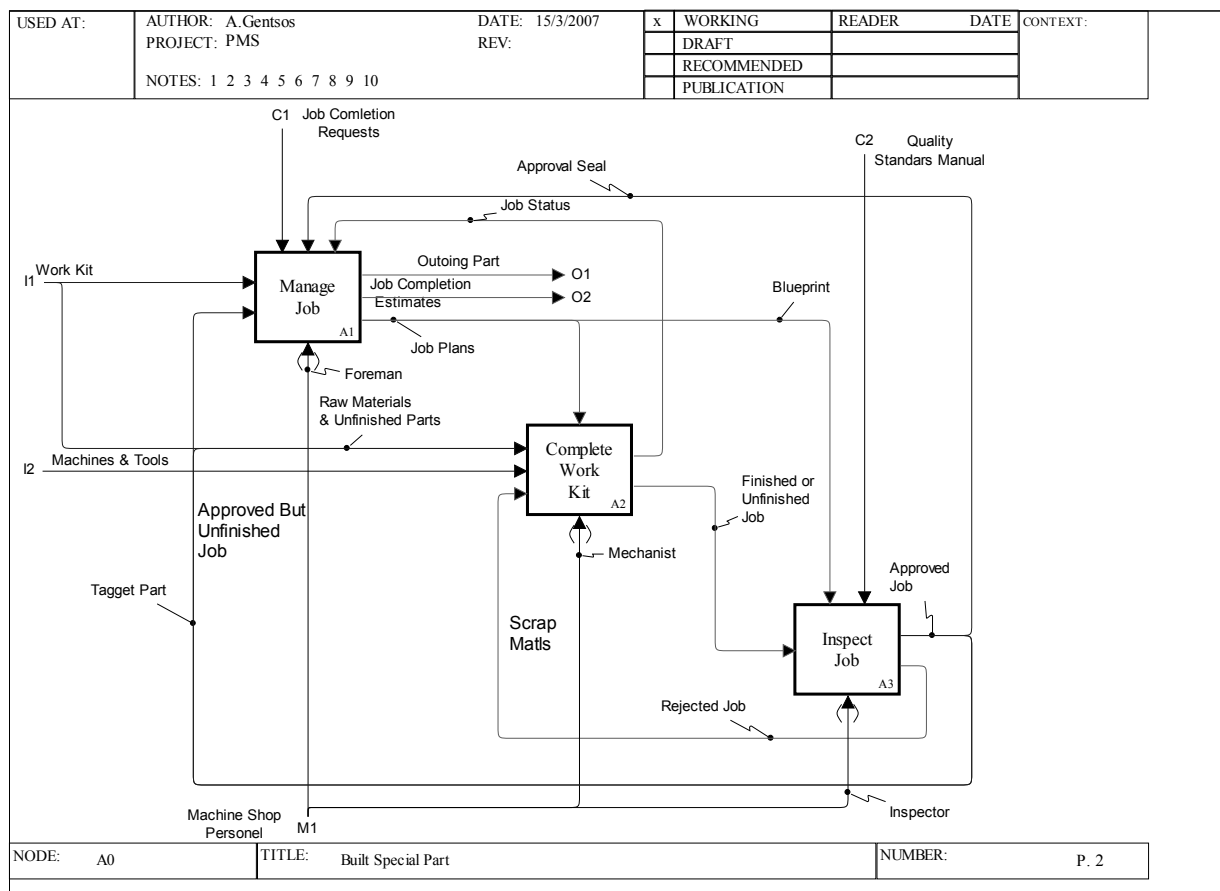 USED AT:
AUTHOR: A.Gentsos
DATE: 15/3/2007
PROJECT: PMS
REV:
NOTES: 1 2 3 4 5 6 7 8 9 10
x WORKING
DRAFT
RECOMMENDED
PUBLICATION
READER DATE
CONTEXT:
C1 Job Comletion
Requests
C2 Quality
Standars Manual
Approval Seal
Job Status
I1 Work Kit
Manage
Job
A1
Outoing Part
O1
Job Completion
Estimates
O2
Blueprint
Job Plans
Foreman
Raw Materials
& Unfinished Parts
I2 Machines & Tools
Complete
Work
Kit
A2
Approved But
Unfinished
Job
Finished or
Unfinished
Job
Mechanist
Tagget Part
Scrap
Matls
Approved
Job
Inspect
Job
A3
Rejected Job
Inspector
Machine Shop
Personel
M1
NODE: A0
TITLE: Built Special Part
NUMBER: P. 2